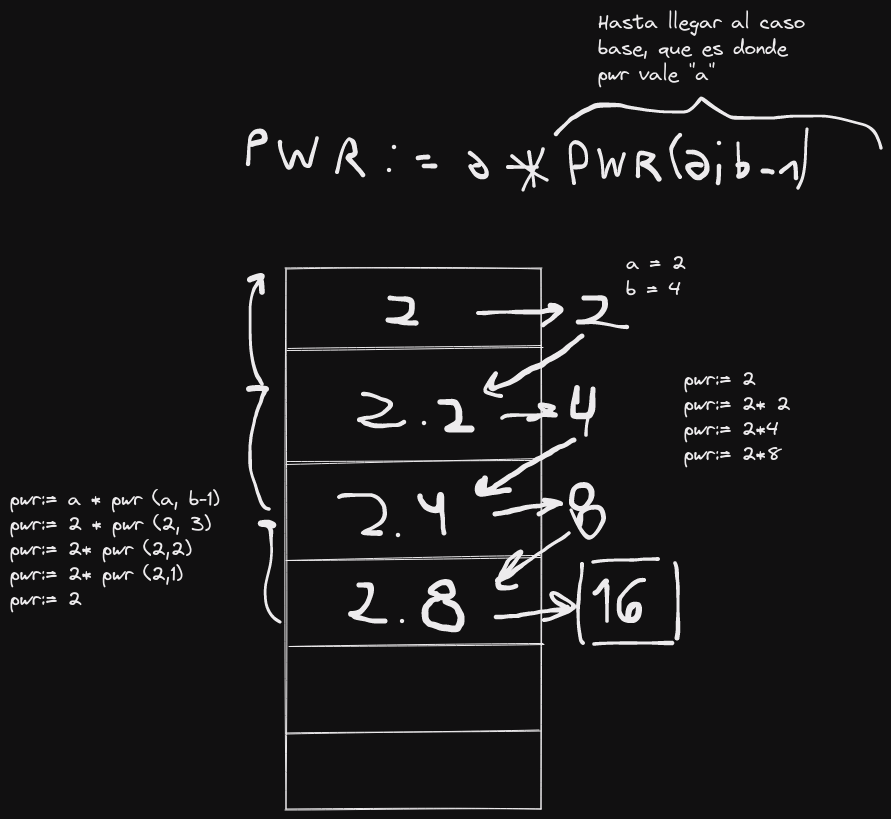 Hasta llegar al caso
base, que es donde
pwr vale "a"
PWR := a * PWR(a; b-1)
a = 2
b = 4
2 → 2
2.2 → 4
2.4 → 8
2.8 → 16
pwr:= 2
pwr:= 2* 2
pwr:= 2*4
pwr:= 2*8
pwr:= a * pwr (a, b-1)
pwr:= 2 * pwr (2, 3)
pwr:= 2* pwr (2,2)
pwr:= 2* pwr (2,1)
pwr:= 2